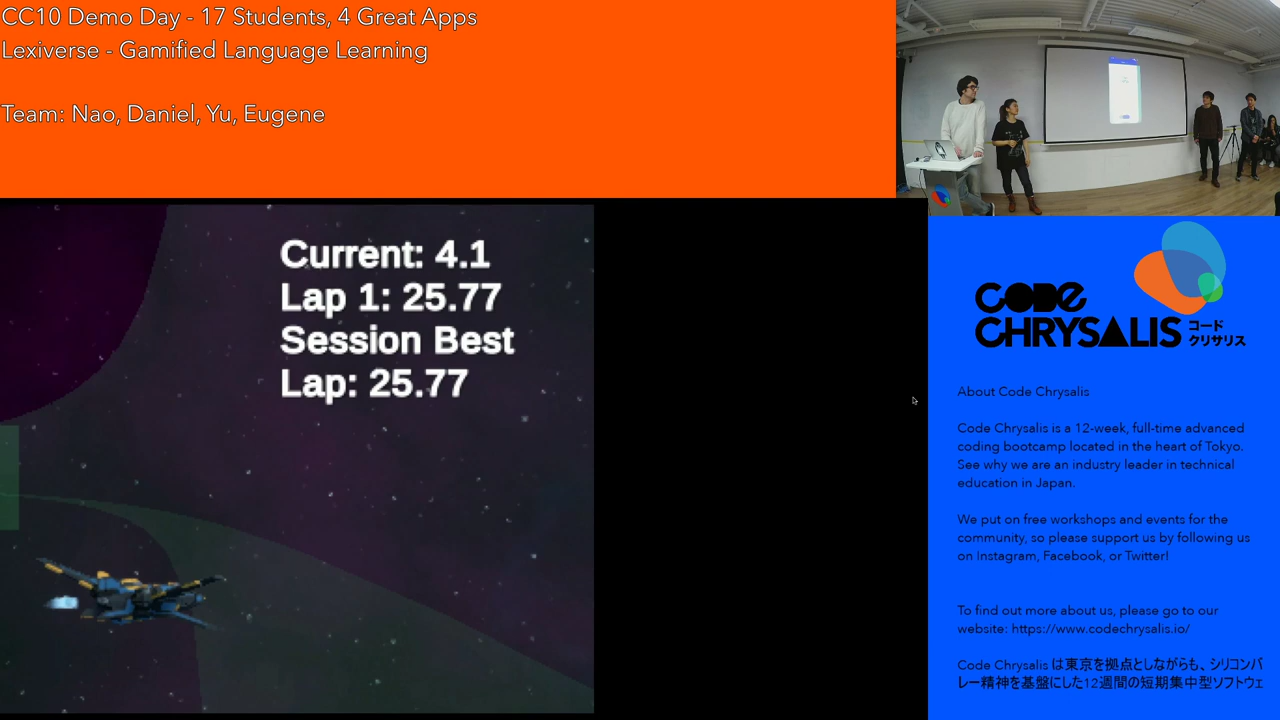 CC10 Demo Day - 17 Students, 4 Great Apps
Lexiverse - Gamified Language Learning
Team: Nao, Daniel, Yu, Eugene
Current: 4.1
Lap 1: 25.77
Session Best
Lap: 25.77
CODE
CHRYSALIS
コード
クリサリス
About Code Chrysalis
Code Chrysalis is a 12-week, full-time advanced
coding bootcamp located in the heart of Tokyo.
See why we are an industry leader in technical
education in Japan.
We put on free workshops and events for the
community, so please support us by following us
on Instagram, Facebook, or Twitter!
To find out more about us, please go to our
website: https://www.codechrysalis.io/
Code Chrysalis は東京を拠点としながらも、シリコンバ
レー精神を基盤にした12週間の短期集中型ソフトウェ